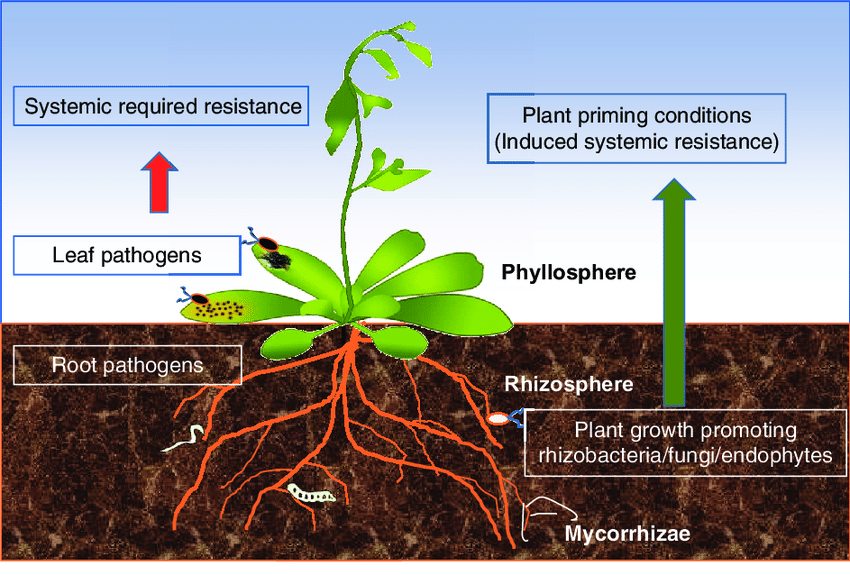 Systemic required resistance
Plant priming conditions
(Induced systemic resistance)
Leaf pathogens
Phyllosphere
Root pathogens
Rhizosphere
Plant growth promoting
rhizobacteria/fungi/endophytes
Mycorrhizae